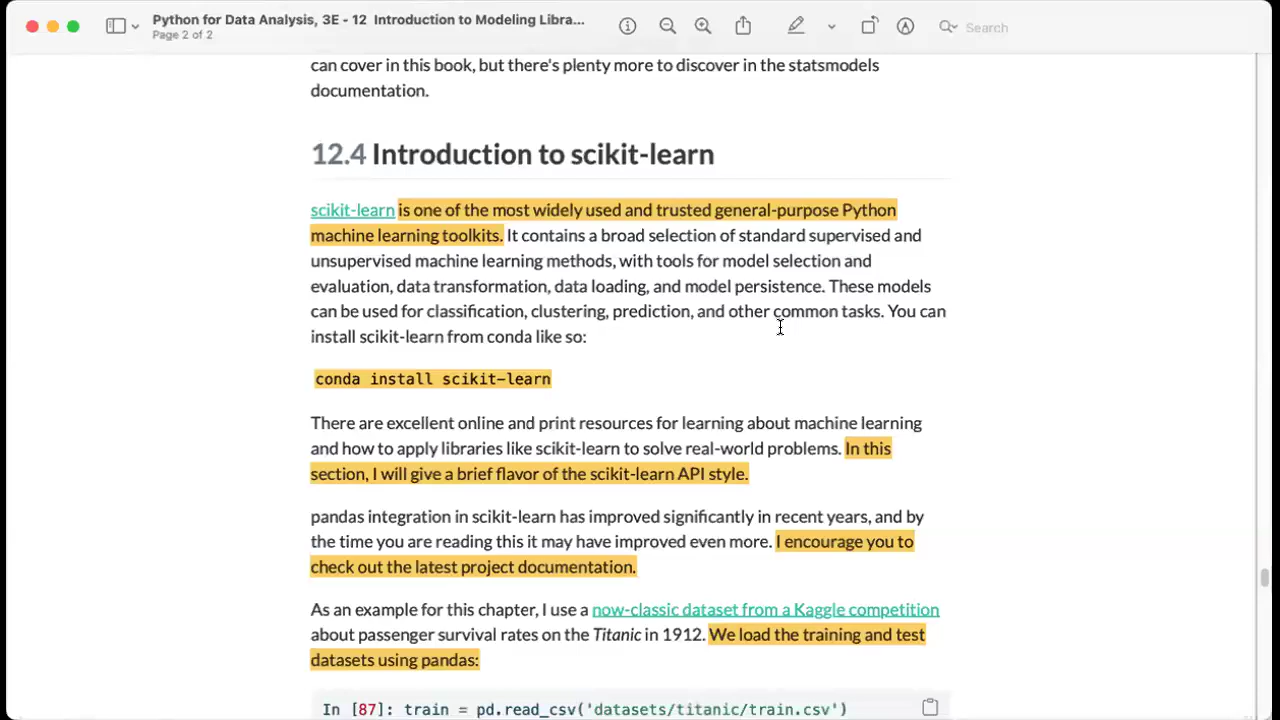 Python for Data Analysis, 3E - 12 Introduction to Modeling Libra...
Page 2 of 2
Search
can cover in this book, but there's plenty more to discover in the statsmodels
documentation.
12.4 Introduction to scikit-learn
scikit-learn is one of the most widely used and trusted general-purpose Python
machine learning toolkits. It contains a broad selection of standard supervised and
unsupervised machine learning methods, with tools for model selection and
evaluation, data transformation, data loading, and model persistence. These models
can be used for classification, clustering, prediction, and other common tasks. You can
install scikit-learn from conda like so:
conda install scikit-learn
There are excellent online and print resources for learning about machine learning
and how to apply libraries like scikit-learn to solve real-world problems. In this
section, I will give a brief flavor of the scikit-learn API style.
pandas integration in scikit-learn has improved significantly in recent years, and by
the time you are reading this it may have improved even more. I encourage you to
check out the latest project documentation.
As an example for this chapter, I use a now-classic dataset from a Kaggle competition
about passenger survival rates on the Titanic in 1912. We load the training and test
datasets using pandas:
In [87]: train = pd.read_csv('datasets/titanic/train.csv')